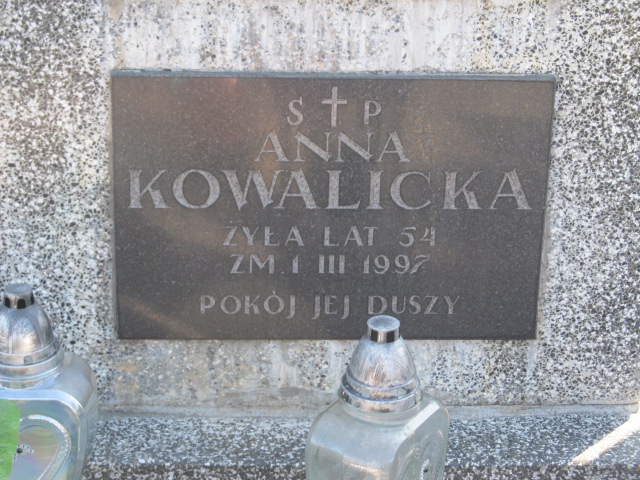 S † P
ANNA
KOWALICKA
ŻYŁA LAT 54
ZM. 1 III 1997
POKÓJ JEJ DUSZY